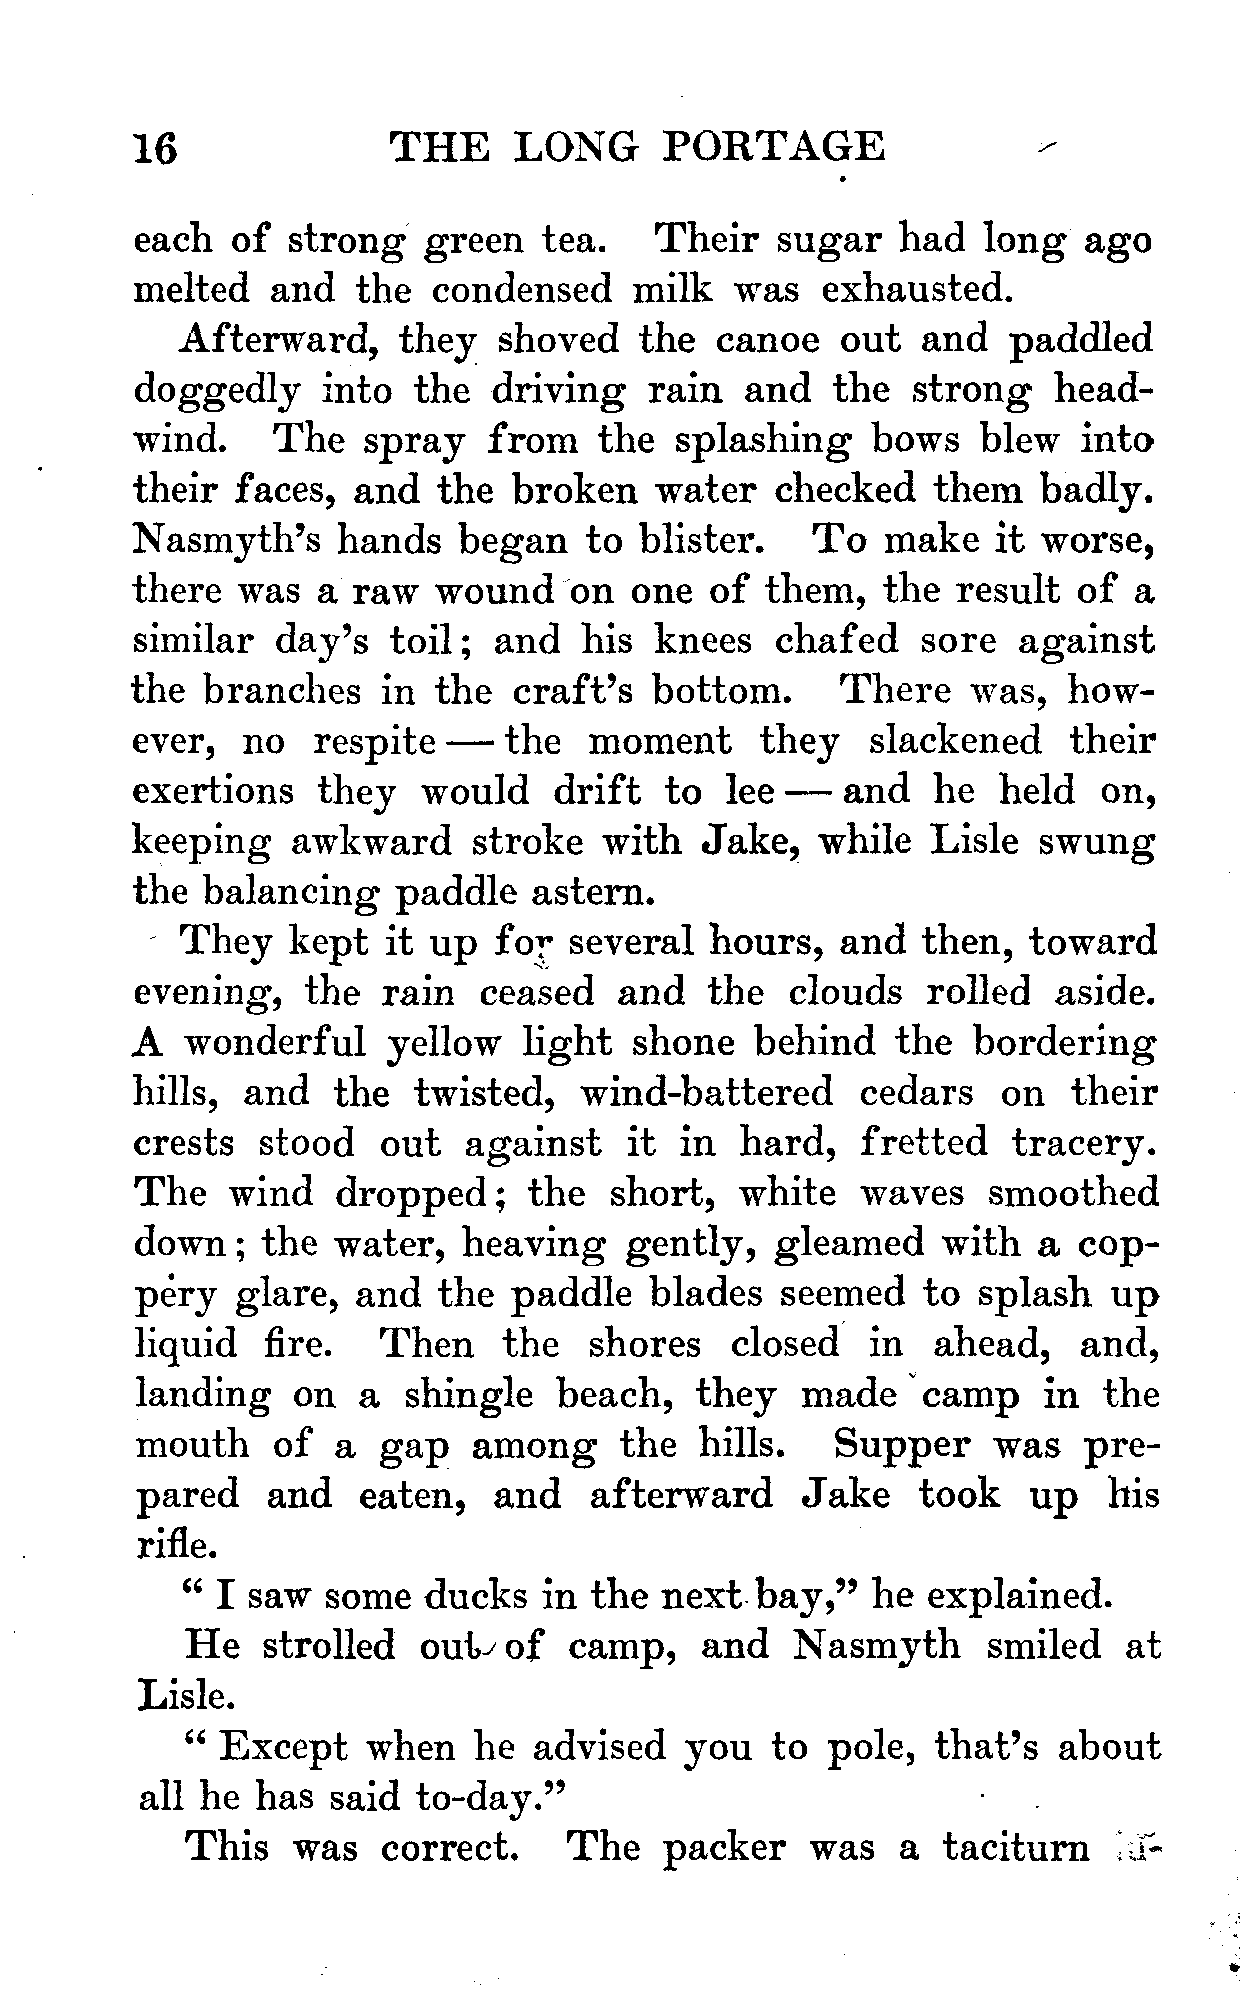 16 THE LONG PORTAGE
each of strong green tea. Their sugar had long ago
melted and the condensed milk was exhausted.
Afterward, they shoved the canoe out and paddled
doggedly into the driving rain and the strong head-
wind. The spray from the splashing bows blew into
their faces, and the broken water checked them badly.
Nasmyth's hands began to blister. To make it worse,
there was a raw wound on one of them, the result of a
similar day's toil; and his knees chafed sore against
the branches in the craft's bottom. There was, how-
ever, no respite — the moment they slackened their
exertions they would drift to lee — and he held on,
keeping awkward stroke with Jake, while Lisle swung
the balancing paddle astern.
They kept it up for several hours, and then, toward
evening, the rain ceased and the clouds rolled aside.
A wonderful yellow light shone behind the bordering
hills, and the twisted, wind-battered cedars on their
crests stood out against it in hard, fretted tracery.
The wind dropped; the short, white waves smoothed
down; the water, heaving gently, gleamed with a cop-
pery glare, and the paddle blades seemed to splash up
liquid fire. Then the shores closed in ahead, and,
landing on a shingle beach, they made camp in the
mouth of a gap among the hills. Supper was pre-
pared and eaten, and afterward Jake took up his
rifle.
" I saw some ducks in the next bay," he explained.
He strolled out of camp, and Nasmyth smiled at
Lisle.
" Except when he advised you to pole, that's about
all he has said to-day."
This was correct. The packer was a taciturn